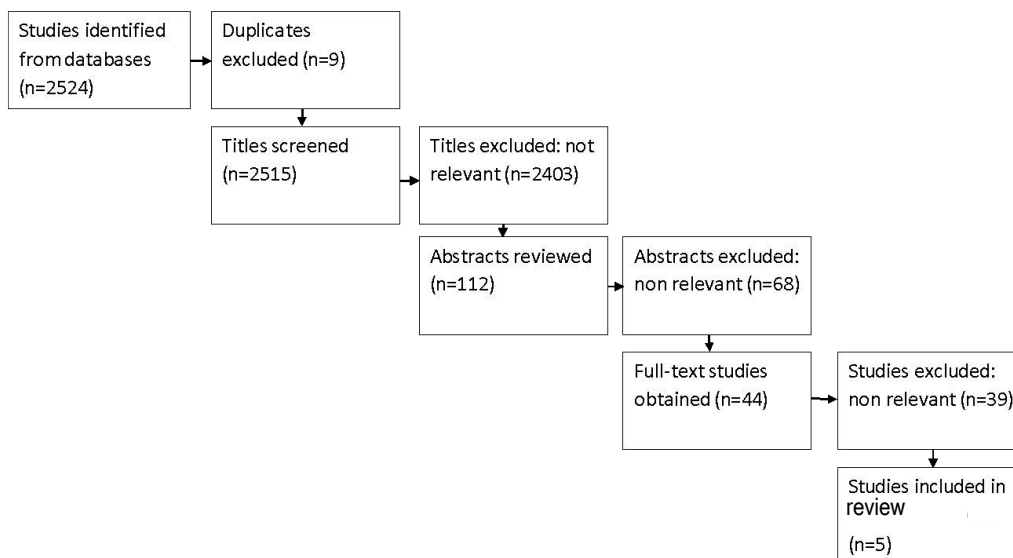 Studies identified
from databases
(n=2524)
Duplicates
excluded (n=9)
Titles screened
(n=2515)
Titles excluded: not
relevant (n=2403)
Abstracts reviewed
(n=112)
Abstracts excluded:
non relevant (n=68)
Full-text studies
obtained (n=44)
Studies excluded:
non relevant (n=39)
Studies included in
review
(n=5)